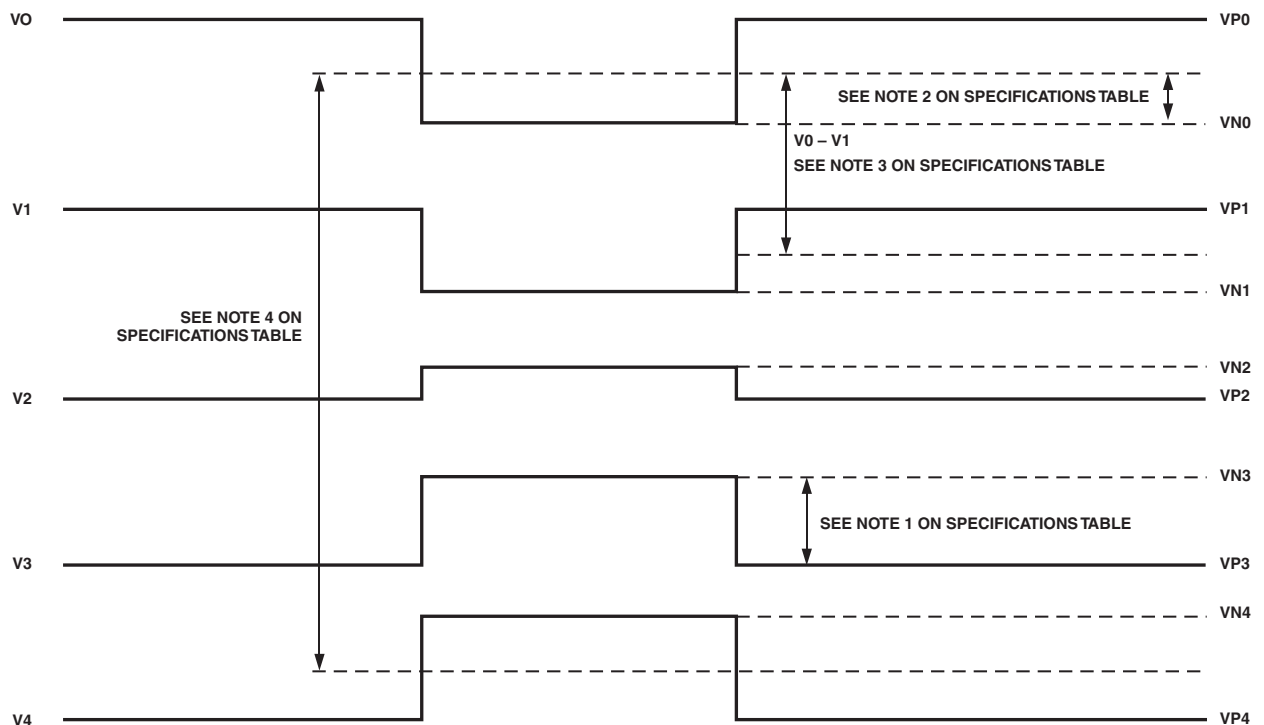 VO
VP0
SEE NOTE 2 ON SPECIFICATIONS TABLE
VN0
V0 – V1
SEE NOTE 3 ON SPECIFICATIONS TABLE
V1
VP1
VN1
SEE NOTE 4 ON
SPECIFICATIONS TABLE
VN2
V2
VP2
VN3
SEE NOTE 1 ON SPECIFICATIONS TABLE
V3
VP3
VN4
V4
VP4